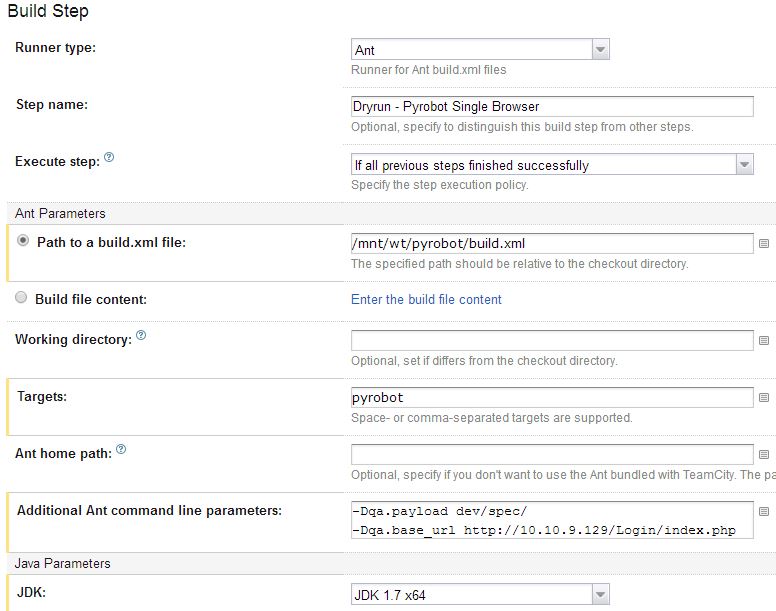 Build Step
Runner type:
Ant
Runner for Ant build.xml files
Step name:
Dryrun - Pyrobot Single Browser
Optional, specify to distinguish this build step from other steps.
Execute step:
If all previous steps finished successfully
Specify the step execution policy.
Ant Parameters
Path to a build.xml file:
/mnt/wt/pyrobot/build.xml
The specified path should be relative to the checkout directory.
Build file content:
Enter the build file content
Working directory:
Optional, set if differs from the checkout directory.
Targets:
pyrobot
Space- or comma-separated targets are supported.
Ant home path:
Optional, specify if you don't want to use the Ant bundled with TeamCity. The pa
Additional Ant command line parameters:
-Dqa.payload dev/spec/
-Dqa.base_url http://10.10.9.129/Login/index.php
Java Parameters
JDK:
JDK 1.7 x64